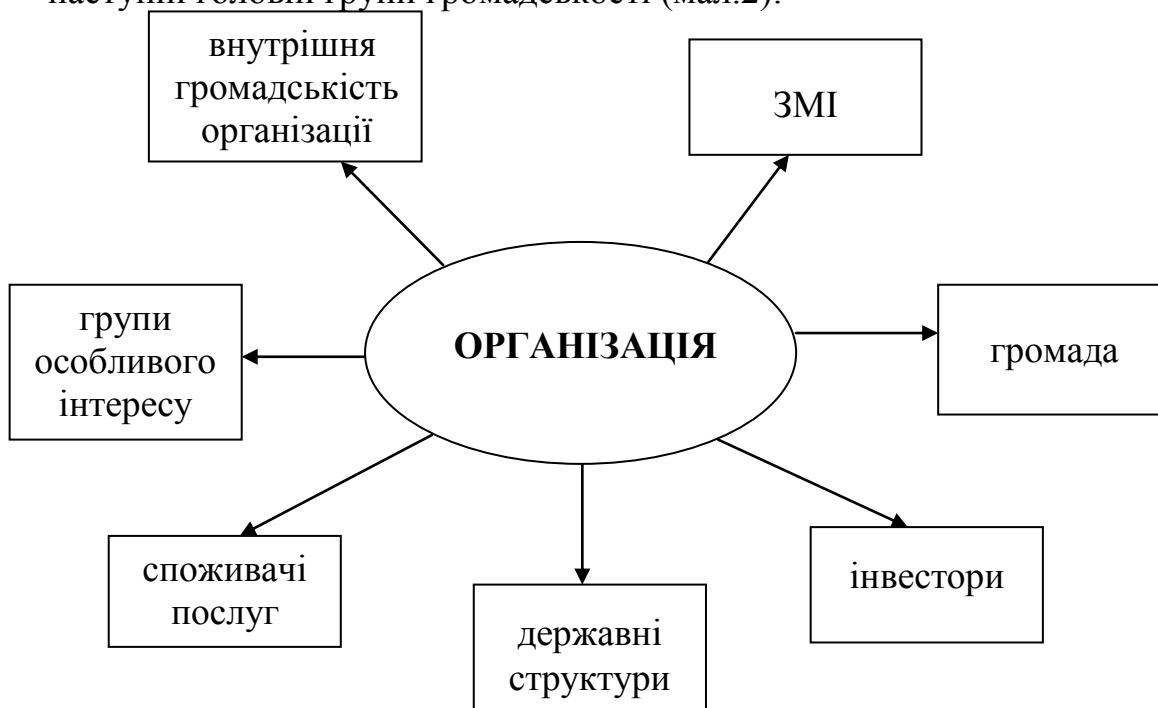 наступні головні групи громадськості (мал.2):
внутрішня
громадськість
організації
ЗМІ
групи
особливого
інтересу
ОРГАНІЗАЦІЯ
громада
споживачі
послуг
державні
структури
інвестори